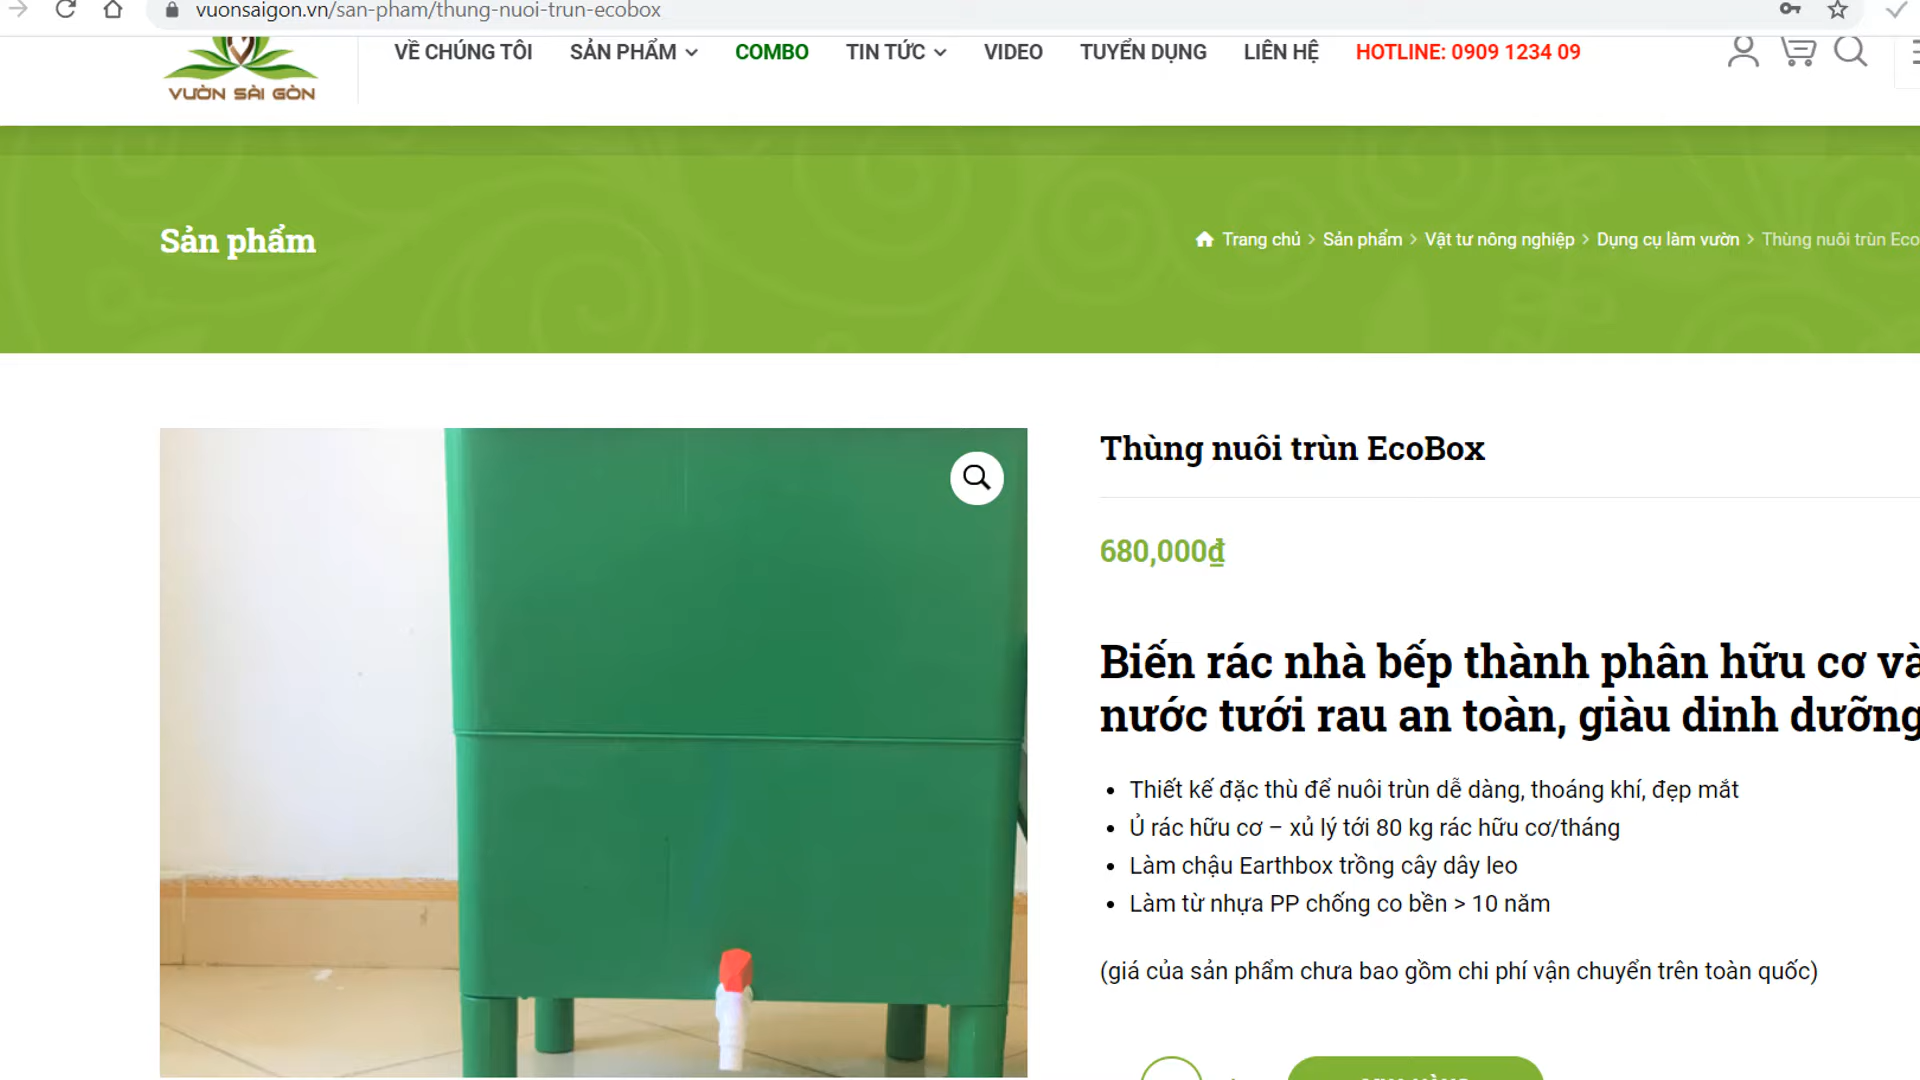 vuonsaigon.vn/san-pham/thung-nuoi-trun-ecobox
VƯỜN SÀI GÒN
VỀ CHÚNG TÔI SẢN PHẨM COMBO TIN TỨC VIDEO TUYỂN DỤNG LIÊN HỆ HOTLINE: 0909 1234 09
Sản phẩm
Trang chủ > Sản phẩm > Vật tư nông nghiệp > Dụng cụ làm vườn > Thùng nuôi trùn Eco
Thùng nuôi trùn EcoBox
680,000₫
Biến rác nhà bếp thành phân hữu cơ và
nước tưới rau an toàn, giàu dinh dưỡng
• Thiết kế đặc thù để nuôi trùn dễ dàng, thoáng khí, đẹp mắt
• Ủ rác hữu cơ – xủ lý tới 80 kg rác hữu cơ/tháng
• Làm chậu Earthbox trồng cây dây leo
• Làm từ nhựa PP chống co bền > 10 năm
(giá của sản phẩm chưa bao gồm chi phí vận chuyển trên toàn quốc)